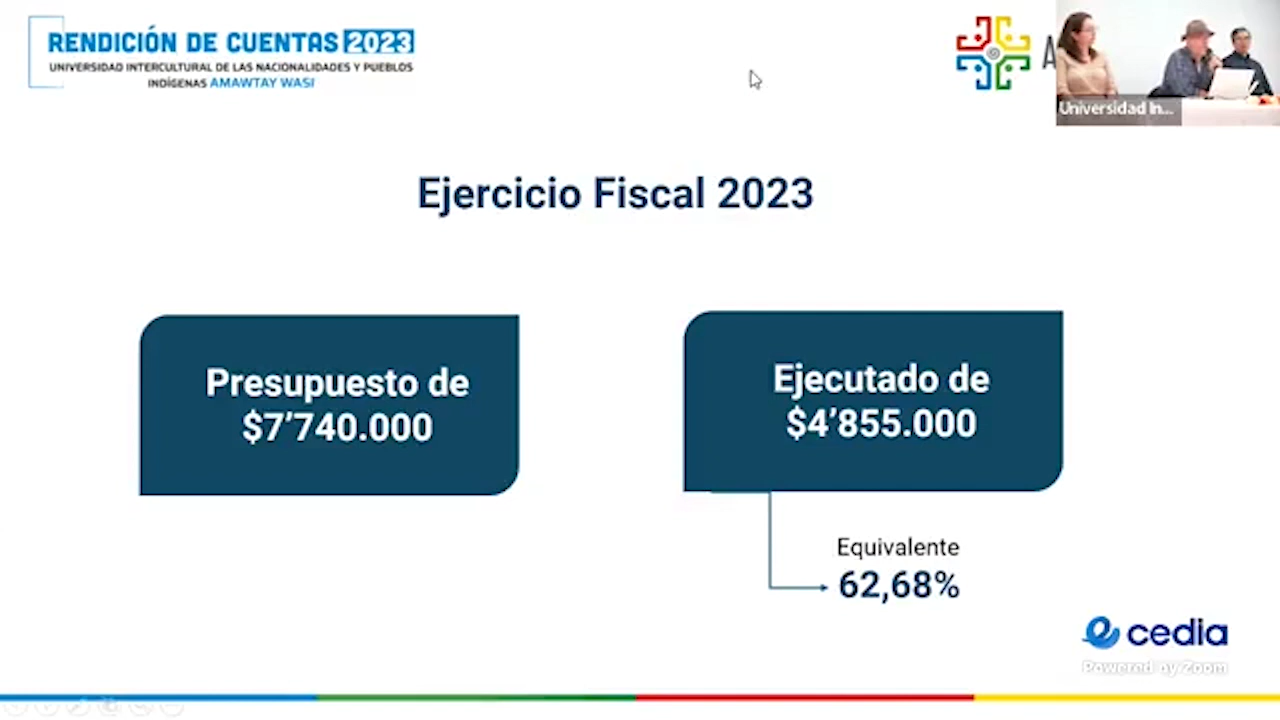 RENDICIÓN DE CUENTAS 2023
UNIVERSIDAD INTERCULTURAL DE LAS NACIONALIDADES Y PUEBLOS
INDÍGENAS AMAWTAY WASI
A
Universidad In...
Ejercicio Fiscal 2023
Presupuesto de
$7’740.000
Ejecutado de
$4’855.000
Equivalente
62,68%
cedia
Powered by Zoom